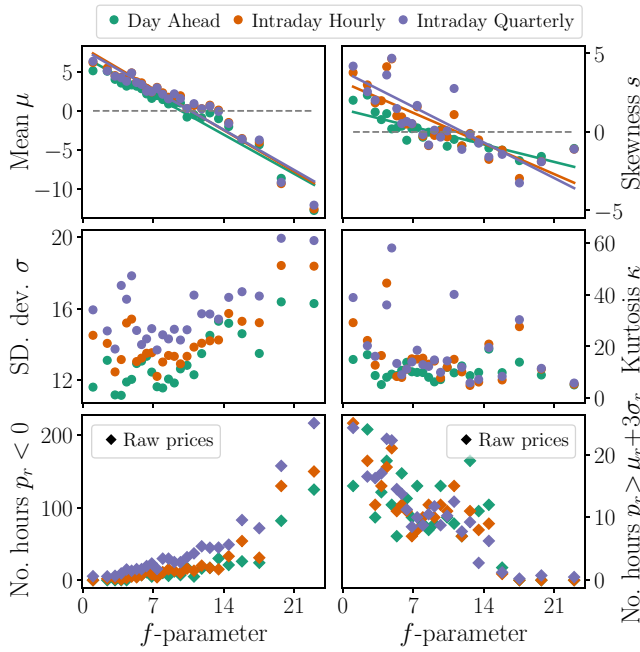 Day Ahead Intraday Hourly Intraday Quarterly
Mean μ
5
0
−5
−10
Skewness s
5
0
−5
SD. dev. σ
20
16
12
Kurtosis κ
60
40
20
0
No. hours p_r < 0
200
100
0
Raw prices
No. hours p_r > μ_r+3σ_r
20
10
0
Raw prices
0 7 14 21
f-parameter
0 7 14 21
f-parameter